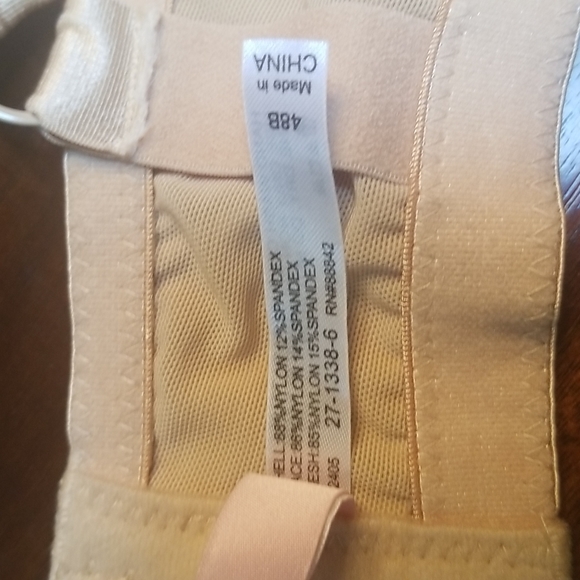 Made in
CHINA
48B
HELL:88%NYLON 12%SPANDEX
ACE:86%NYLON 14%SPANDEX
ESH:85%NYLON 15%SPANDEX
27-1338-6 RN#88842
2405